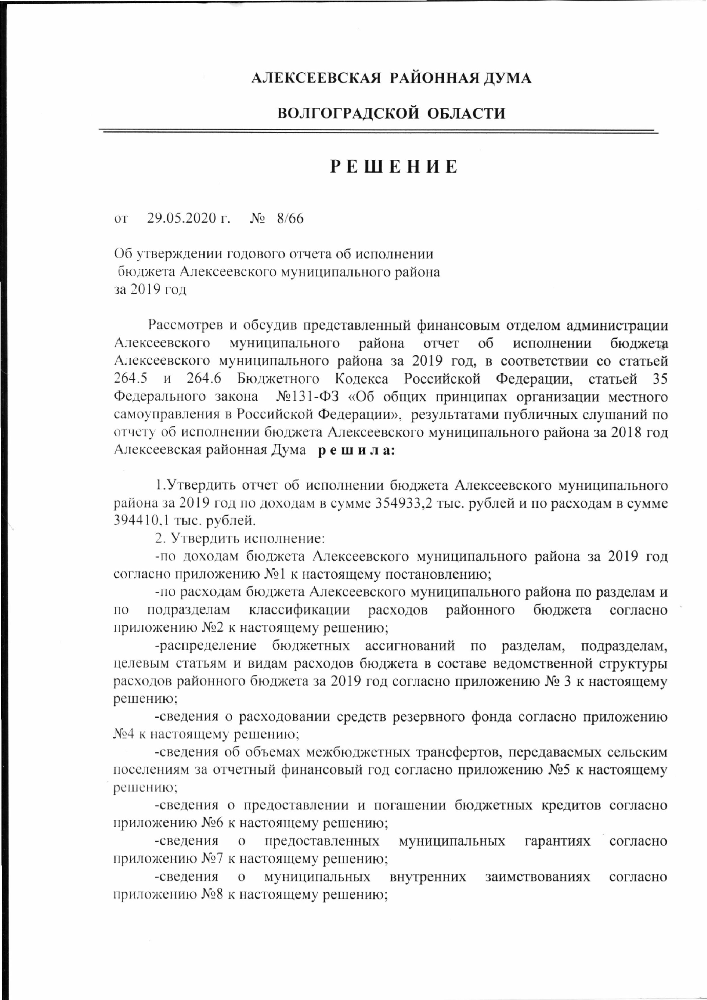 АЛЕКСЕЕВСКАЯ РАЙОННАЯ ДУМА
ВОЛГОГРАДСКОЙ ОБЛАСТИ
Р Е Ш Е Н И Е
от 29.05.2020 г. № 8/66
Об утверждении годового отчета об исполнении
бюджета Алексеевского муниципального района
за 2019 год
Рассмотрев и обсудив представленный финансовым отделом администрации
Алексеевского муниципального района отчет об исполнении бюджета
Алексеевского муниципального района за 2019 год, в соответствии со статьей
264.5 и 264.6 Бюджетного Кодекса Российской Федерации, статьей 35
Федерального закона №131-ФЗ «Об общих принципах организации местного
самоуправления в Российской Федерации», результатами публичных слушаний по
отчету об исполнении бюджета Алексеевского муниципального района за 2018 год
Алексеевская районная Дума р е ш и л а:
1.Утвердить отчет об исполнении бюджета Алексеевского муниципального
района за 2019 год по доходам в сумме 354933,2 тыс. рублей и по расходам в сумме
394410,1 тыс. рублей.
2. Утвердить исполнение:
-по доходам бюджета Алексеевского муниципального района за 2019 год
согласно приложению №1 к настоящему постановлению;
-по расходам бюджета Алексеевского муниципального района по разделам и
по подразделам классификации расходов районного бюджета согласно
приложению №2 к настоящему решению;
-распределение бюджетных ассигнований по разделам, подразделам,
целевым статьям и видам расходов бюджета в составе ведомственной структуры
расходов районного бюджета за 2019 год согласно приложению № 3 к настоящему
решению;
-сведения о расходовании средств резервного фонда согласно приложению
№4 к настоящему решению;
-сведения об объемах межбюджетных трансфертов, передаваемых сельским
поселениям за отчетный финансовый год согласно приложению №5 к настоящему
решению;
-сведения о предоставлении и погашении бюджетных кредитов согласно
приложению №6 к настоящему решению;
-сведения о предоставленных муниципальных гарантиях согласно
приложению №7 к настоящему решению;
-сведения о муниципальных внутренних заимствованиях согласно
приложению №8 к настоящему решению;